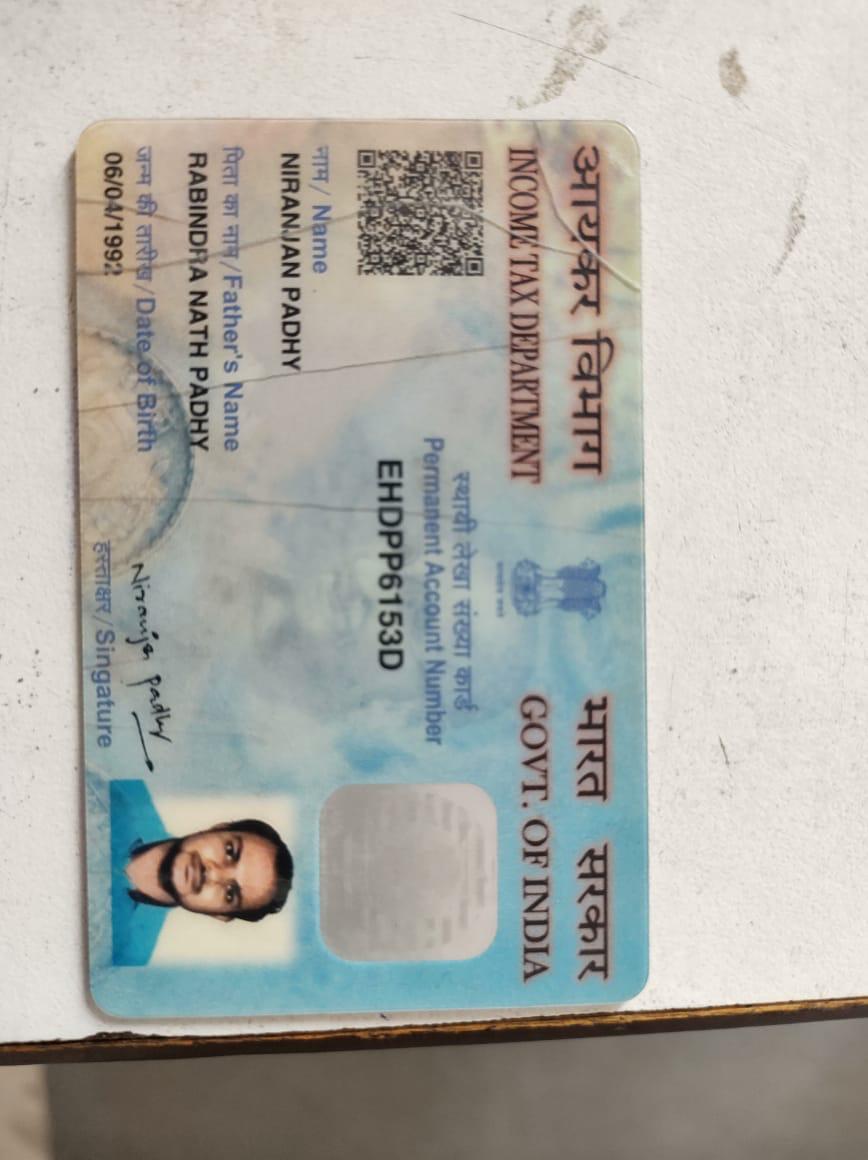 आयकर विभाग
INCOME TAX DEPARTMENT
भारत सरकार
GOVT. OF INDIA
स्थायी लेखा संख्या कार्ड
Permanent Account Number
EHDPP6153D
नाम / Name
NIRANJAN PADHY
पिता का नाम / Father's Name
RABINDRA NATH PADHY
जन्म की तारीख / Date of Birth
06/04/1992
Niranjan Padhy
हस्ताक्षर / Singature